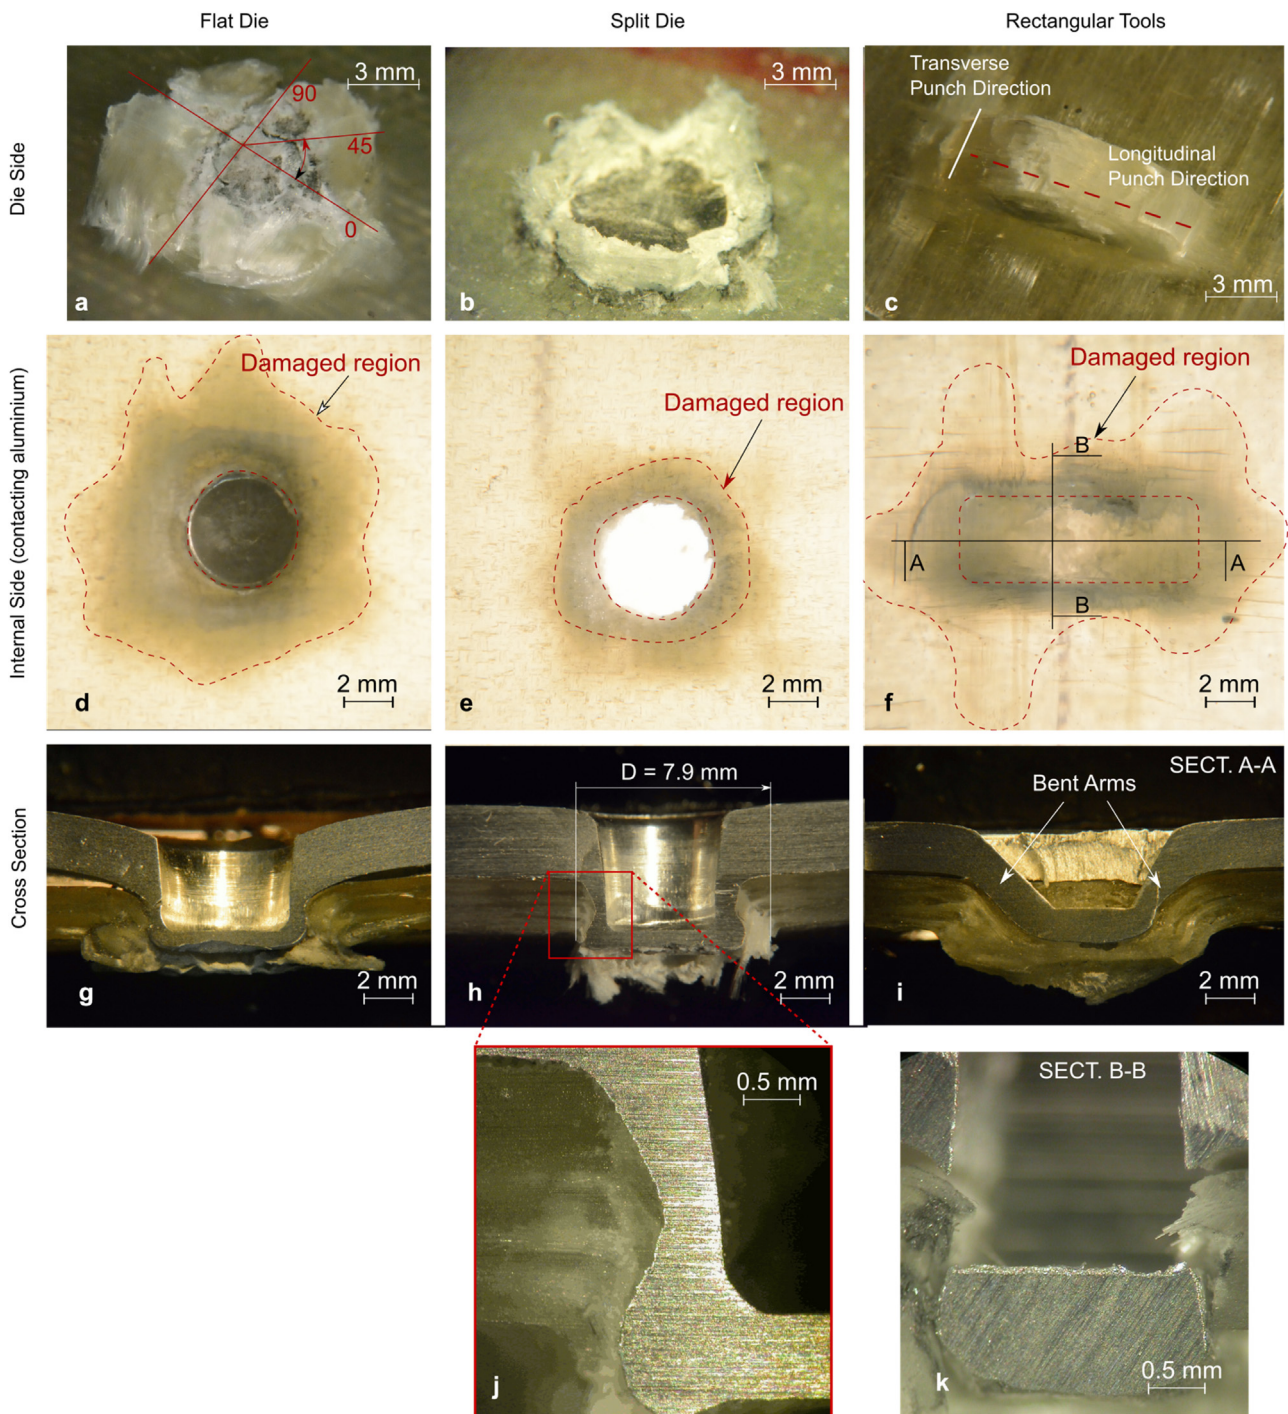 Flat Die
Split Die
Rectangular Tools
Die Side
3 mm
90
45
0
a
3 mm
b
Transverse
Punch Direction
Longitudinal
Punch Direction
3 mm
c
Internal Side (contacting aluminium)
Damaged region
2 mm
d
Damaged region
2 mm
e
Damaged region
B
A
A
B
2 mm
f
Cross Section
2 mm
g
D = 7.9 mm
2 mm
h
SECT. A-A
Bent Arms
2 mm
i
0.5 mm
j
SECT. B-B
0.5 mm
k